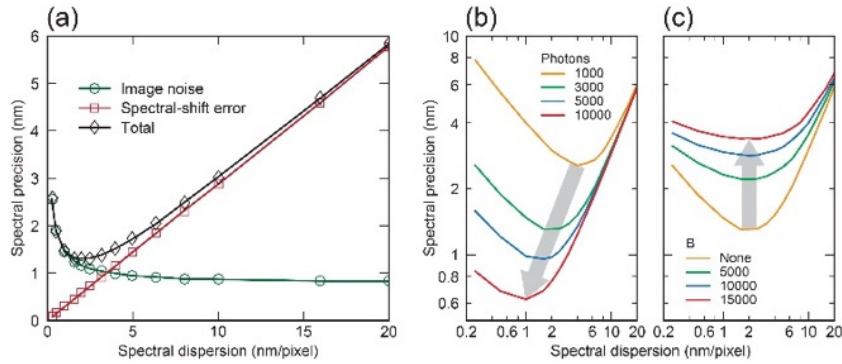 (a)
Spectral precision (nm)
6
5
4
3
2
1
0
Image noise
Spectral-shift error
Total
0 5 10 15 20
Spectral dispersion (nm/pixel)
(b)
Spectral precision (nm)
10
6
4
2
1
0.8
0.6
Photons
1000
3000
5000
10000
0.2 0.6 1 2 6 10 20
Spectral dispersion (nm/pixel)
(c)
B
None
5000
10000
15000
0.2 0.6 1 2 6 10 20